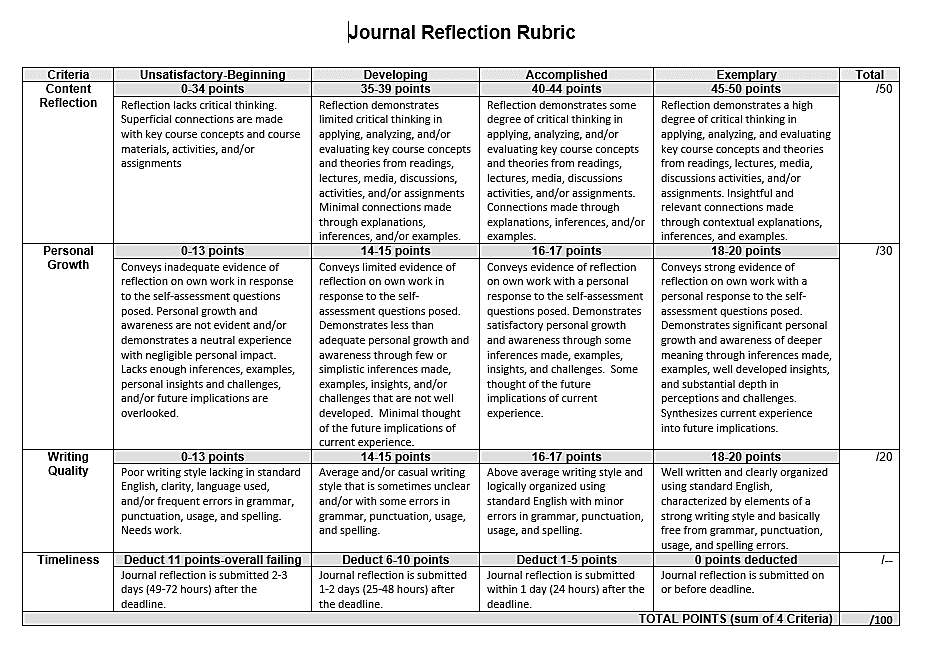 Journal Reflection Rubric
Criteria Unsatisfactory-Beginning Developing Accomplished Exemplary Total
Content Reflection
0-34 points
Reflection lacks critical thinking.
Superficial connections are made
with key course concepts and course
materials, activities, and/or
assignments
35-39 points
Reflection demonstrates
limited critical thinking in
applying, analyzing, and/or
evaluating key course concepts
and theories from readings,
lectures, media, discussions,
activities, and/or assignments
Minimal connections made
through explanations,
inferences, and/or examples.
40-44 points
Reflection demonstrates some
degree of critical thinking in
applying, analyzing, and/or
evaluating key course concepts
and theories from readings,
lectures, media, discussions
activities, and/or assignments.
Connections made through
explanations, inferences, and/or
examples.
45-50 points
Reflection demonstrates a high
degree of critical thinking in
applying, analyzing, and evaluating
key course concepts and theories
from readings, lectures, media,
discussions activities, and/or
assignments. Insightful and
relevant connections made
through contextual explanations,
inferences, and examples.
/50
Personal
Growth
0-13 points
Conveys inadequate evidence of
reflection on own work in response
to the self-assessment questions
posed. Personal growth and
awareness are not evident and/or
demonstrates a neutral experience
with negligible personal impact.
Lacks enough inferences, examples,
personal insights and challenges,
and/or future implications are
overlooked.
14-15 points
Conveys limited evidence of
reflection on own work in
response to the self-
assessment questions posed.
Demonstrates less than
adequate personal growth and
awareness through few or
simplistic inferences made,
examples, insights, and/or
challenges that are not well
developed. Minimal thought
of the future implications of
current experience.
16-17 points
Conveys evidence of reflection
on own work with a personal
response to the self-assessment
questions posed. Demonstrates
satisfactory personal growth
and awareness through some
inferences made, examples,
insights, and challenges. Some
thought of the future
implications of current
experience.
18-20 points
Conveys strong evidence of
reflection on own work with a
personal response to the self-
assessment questions posed.
Demonstrates significant personal
growth and awareness of deeper
meaning through inferences made,
examples, well developed insights,
and substantial depth in
perceptions and challenges.
Synthesizes current experience
into future implications.
/30
Writing
Quality
0-13 points
Poor writing style lacking in standard
English, clarity, language used,
and/or frequent errors in grammar,
punctuation, usage, and spelling.
Needs work.
14-15 points
Average and/or casual writing
style that is sometimes unclear
and/or with some errors in
grammar, punctuation, usage,
and spelling.
16-17 points
Above average writing style and
logically organized using
standard English with minor
errors in grammar, punctuation,
usage, and spelling.
18-20 points
Well written and clearly organized
using standard English,
characterized by elements of a
strong writing style and basically
free from grammar, punctuation,
usage, and spelling errors.
/20
Timeliness
Deduct 11 points-overall failing
Journal reflection is submitted 2-3
days (49-72 hours) after the
deadline.
Deduct 6-10 points
Journal reflection is submitted
1-2 days (25-48 hours) after
the deadline.
Deduct 1-5 points
Journal reflection is submitted
within 1 day (24 hours) after the
deadline.
0 points deducted
Journal reflection is submitted on
or before deadline.
/--
TOTAL POINTS (sum of 4 Criteria) /100